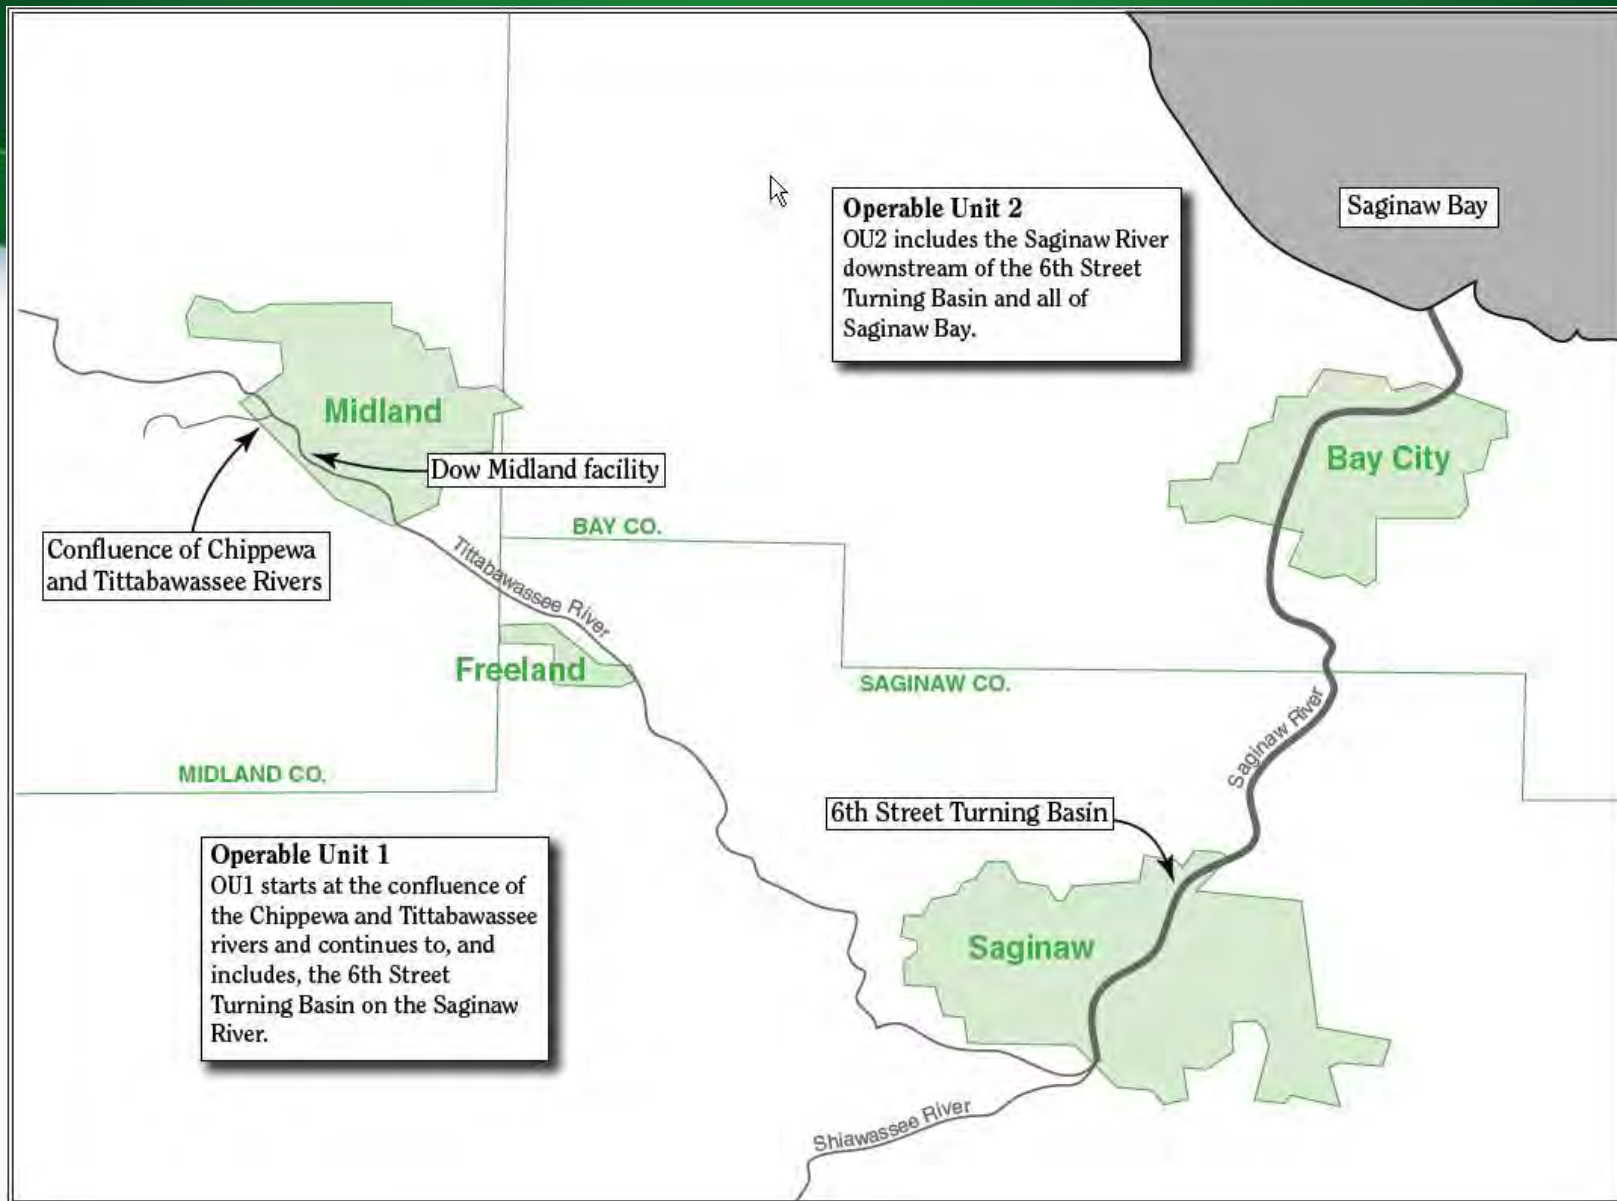 Operable Unit 2
OU2 includes the Saginaw River
downstream of the 6th Street
Turning Basin and all of
Saginaw Bay.
Saginaw Bay
Midland
Bay City
Dow Midland facility
Confluence of Chippewa
and Tittabawassee Rivers
BAY CO.
Tittabawassee River
Freeland
SAGINAW CO.
Saginaw River
MIDLAND CO.
6th Street Turning Basin
Operable Unit 1
OU1 starts at the confluence of
the Chippewa and Tittabawassee
rivers and continues to, and
includes, the 6th Street
Turning Basin on the Saginaw
River.
Saginaw
Shiawassee River